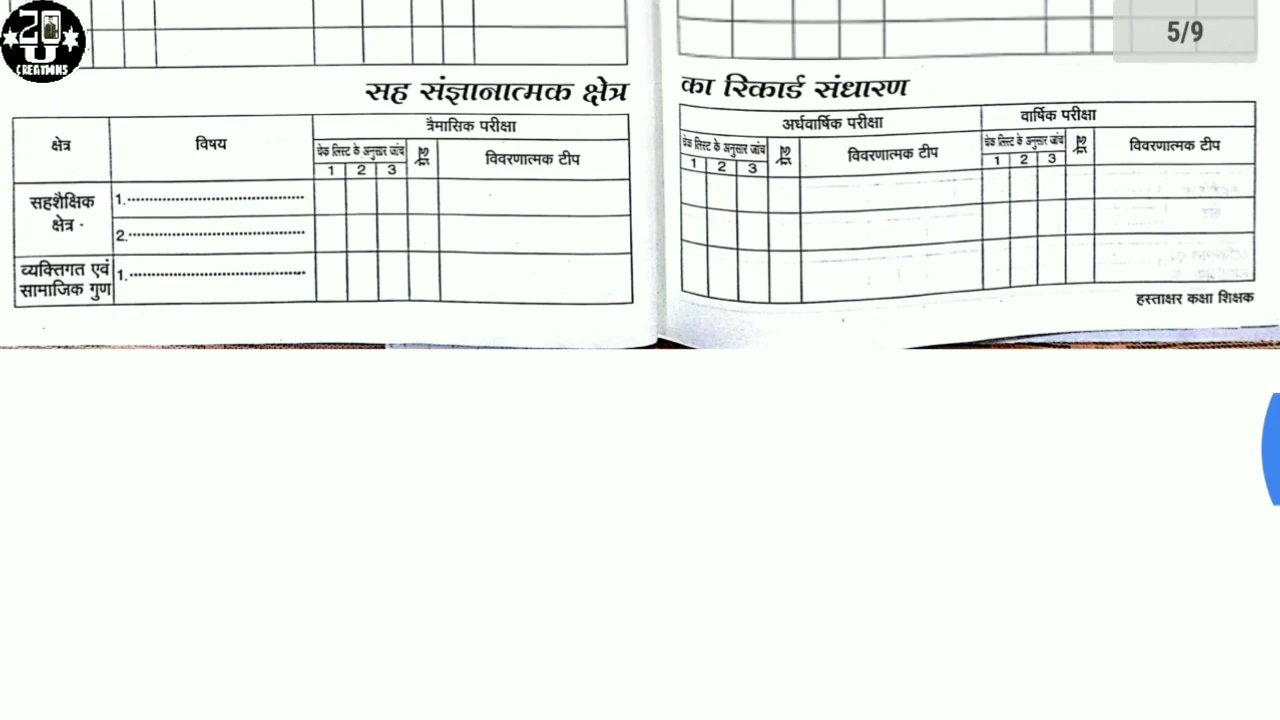 20
U
CREATIONS
5/9
सह संज्ञानात्मक क्षेत्र का रिकार्ड संधारण
क्षेत्र विषय त्रैमासिक परीक्षा
चेक लिस्ट के अनुसार जांच ग्रेड विवरणात्मक टीप
1 2 3
सहशैक्षिक क्षेत्र - 1..............................................
2..............................................
व्यक्तिगत एवं सामाजिक गुण 1..............................................
अर्धवार्षिक परीक्षा वार्षिक परीक्षा
चेक लिस्ट के अनुसार जांच ग्रेड विवरणात्मक टीप चेक लिस्ट के अनुसार जांच ग्रेड विवरणात्मक टीप
1 2 3 1 2 3
हस्ताक्षर कक्षा शिक्षक